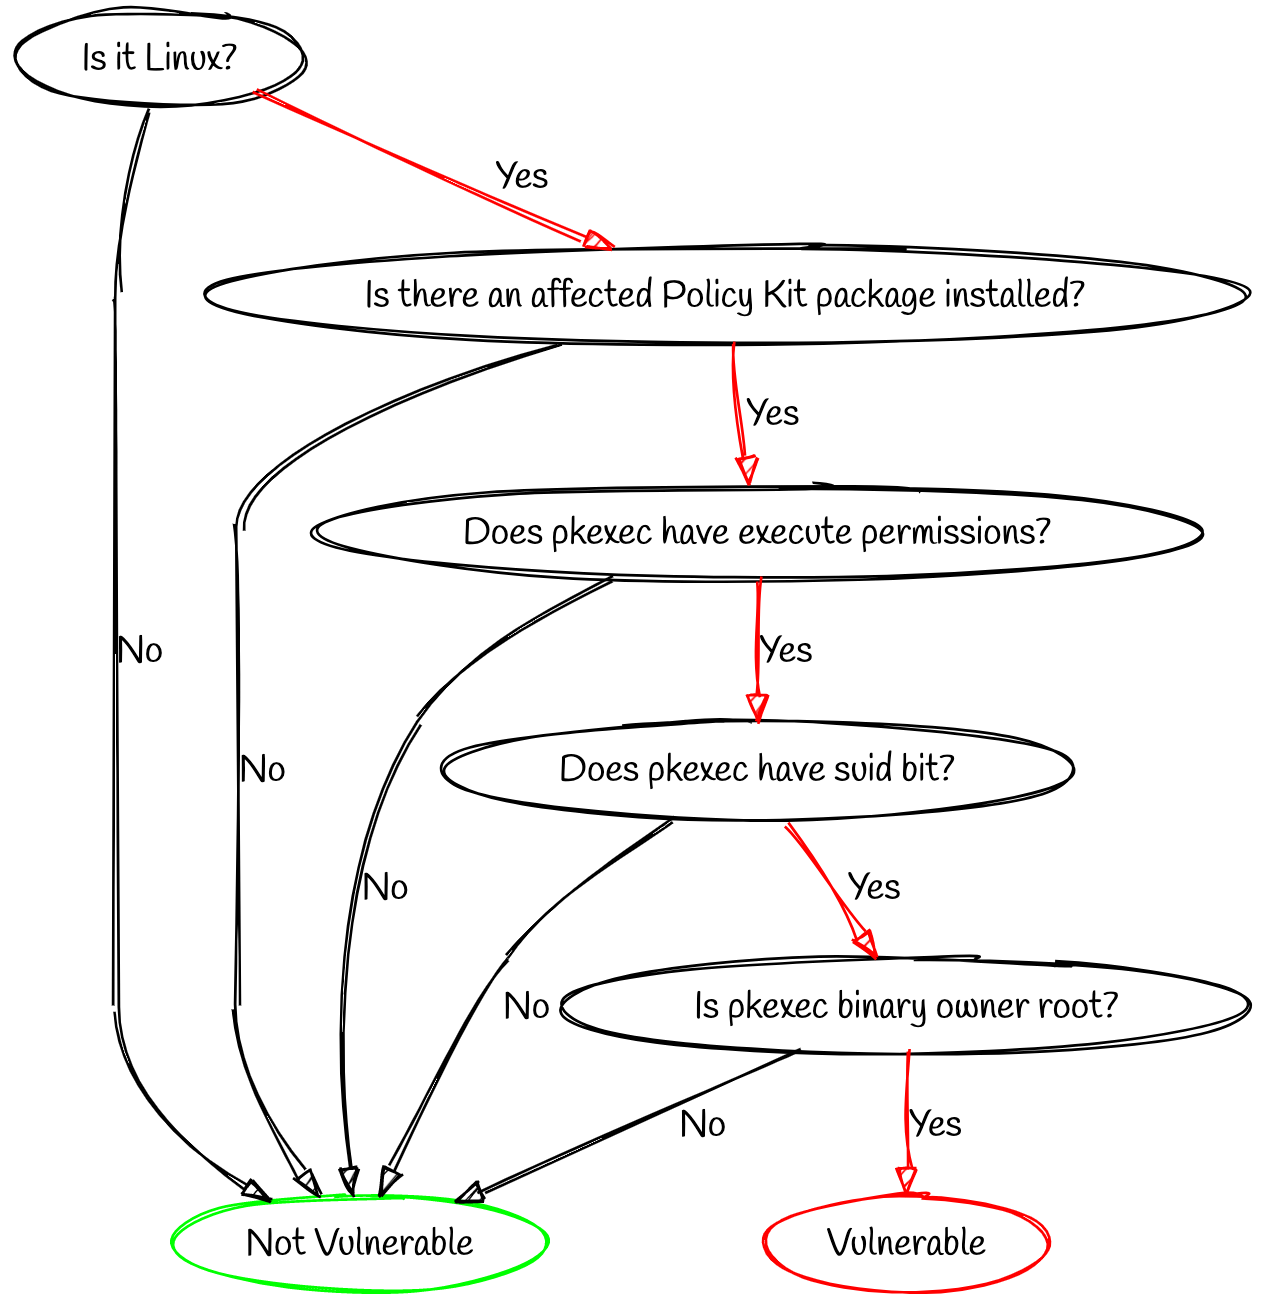 Is it Linux?
Yes
Is there an affected Policy Kit package installed?
Yes
Does pkexec have execute permissions?
No
Yes
No
Does pkexec have suid bit?
No
Yes
No
Is pkexec binary owner root?
No
Yes
Not Vulnerable
Vulnerable